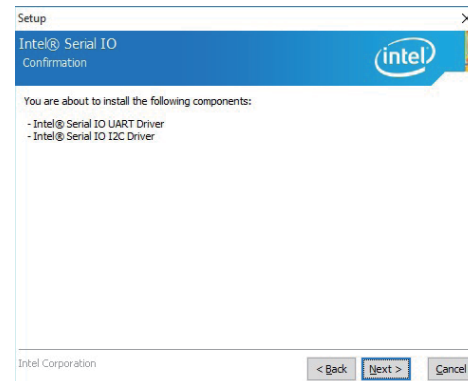 Setup
Intel® Serial IO
Confirmation
intel
You are about to install the following components:
- Intel® Serial IO UART Driver
- Intel® Serial IO I2C Driver
Intel Corporation
< Back
Next >
Cancel